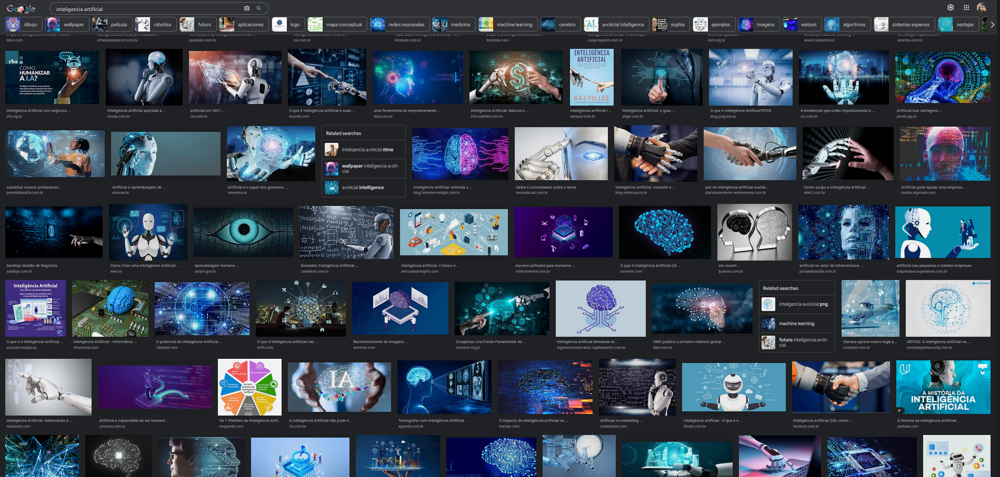 Google
inteligencia artificial
dibujo
wallpaper
pelicula
robotica
futuro
aplicaciones
logo
mapa conceptual
redes neuronales
medicina
machine learning
cerebro
artificial intelligence
sophia
ejemplos
imagens
watson
algoritmos
sistemas expertos
ventajas
totvs.com
infranewstelecom.com.br
qualirede.com.br
cio.com.br
techtudo.com.br
iberdrola.com
coopersystem.com.br
certi.org.br
www3.unicentro.br
amanha.com.br
rba
COMO
HUMANIZAR
A I.A?
ARTIFICIAL
INTELLIGENCE
INTELIGÊNCIA
ARTIFICIAL
KAI-FU LEE
Inteligência Artificial nos negócios ...
cfa.org.br
Inteligência artificial aplicada à ...
novida.com.br
artificial em 2021 ...
cio.com.br
O que é inteligência artificial e suas ...
escotta.com
uma ferramenta de empoderamento ...
ibca.com.br
Inteligência Artificial: Bancos e ...
infocredi360.com.br
Inteligência artificial | ...
amazon.com.br
Inteligência artificial: o guia ...
aliger.com.br
O que é Inteligência Artificial?IPOG
blog.ipog.edu.br
4 tendências que estão impulsionando a ...
cio.com.br
Artificial traz vantagens ...
jornal.usp.br
Related searches
inteligencia artificial filme
wallpaper inteligencia artifi-
cial
artificial intelligence
lim h-->0
substituir nossos professores ...
jornaldebrasilia.com.br
Artificial e Aprendizagem de ...
uninove.br
artificial e o papel dos governos ...
newvoice.ai
Inteligência artificial: entenda o ...
blog.fortestecnologia.com.br
Saiba 4 curiosidades sobre o tema
neoradar.uai.com.br
Inteligência Artificial: conceito e ...
blog-online.pucrs.br
uso de inteligência artificial auxilia ...
diariodonordeste.verdesmares.com.br
Como surgiu a inteligência artificial ...
edm2.com.br
Artificial pode ajudar uma empresa ...
revista.algomais.com
Sankhya Gestão de Negócios
sankhya.com.br
Como Criar uma Inteligência Artificial ...
weni.ai
aprendizagem humana ...
serpro.gov.br
Glossário Inteligência Artificial ...
canaltech.com.br
Inteligência artificial: o futuro é ...
elmundodemapfre.com
escreve software para humanos ...
mittechreview.com.br
O que é Inteligência Artificial (IA ...
solvimm.com
em nuvem ...
ipsense.com.br
artificial no setor de infraestrutura ...
jornaldebrasilia.com.br
artificial nas pequenas e médias empresas
empresasecooperativas.com.br
Inteligência Artificial
Uso diário e potencialidades
AI
Related searches
inteligencia artificial png
machine learning
futuro inteligencia artifi-
cial
milestone
O que é a inteligência artificial ...
europarl.europa.eu
Inteligência Artificial - Informática ...
infoescola.com
O potencial da Inteligência Artificial ...
vdibrasil.com
O que é inteligência artificial nas ...
heflo.com
Reconhecimento de Imagens ...
solvimm.com
Congresso cria Frente Parlamentar da ...
consecti.org.br
Inteligência artificial demanda lei ...
legislacaoemercados.capitalaberto.com.br
OMS publica o primeiro relatório global ...
ibes.med.br
Câmara aprova marco legal p...
cnnbrasil.com.br
ARTIGO: A inteligência artificial na ...
revistadigitalsecurity.com.br
Os Sete
Padrões da
Inteligência
Artificial
IA
A HISTÓRIA DA
INTELIGÊNCIA
ARTIFICIAL
Inteligência Artificial: melhorando a ...
neoassist.com
Artificial e capacidade do ser humano ...
unisoma.com.br
Os 7 Padrões da Inteligência Artif...
neigrando.com
A Inteligência Artificial não pode e ...
cio.com.br
Tomografia com Inteligência Artificial ...
agazeta.com.br
O impacto da inteligência artificial na ...
tractian.com
artificial no marketing ...
creativebizz.com
Inteligência artificial - O que é e ...
farolbi.com.br
Inteligência Artificial (IA): como ...
tecnicon.com.br
A história da Inteligência Artificial ...
youtube.com